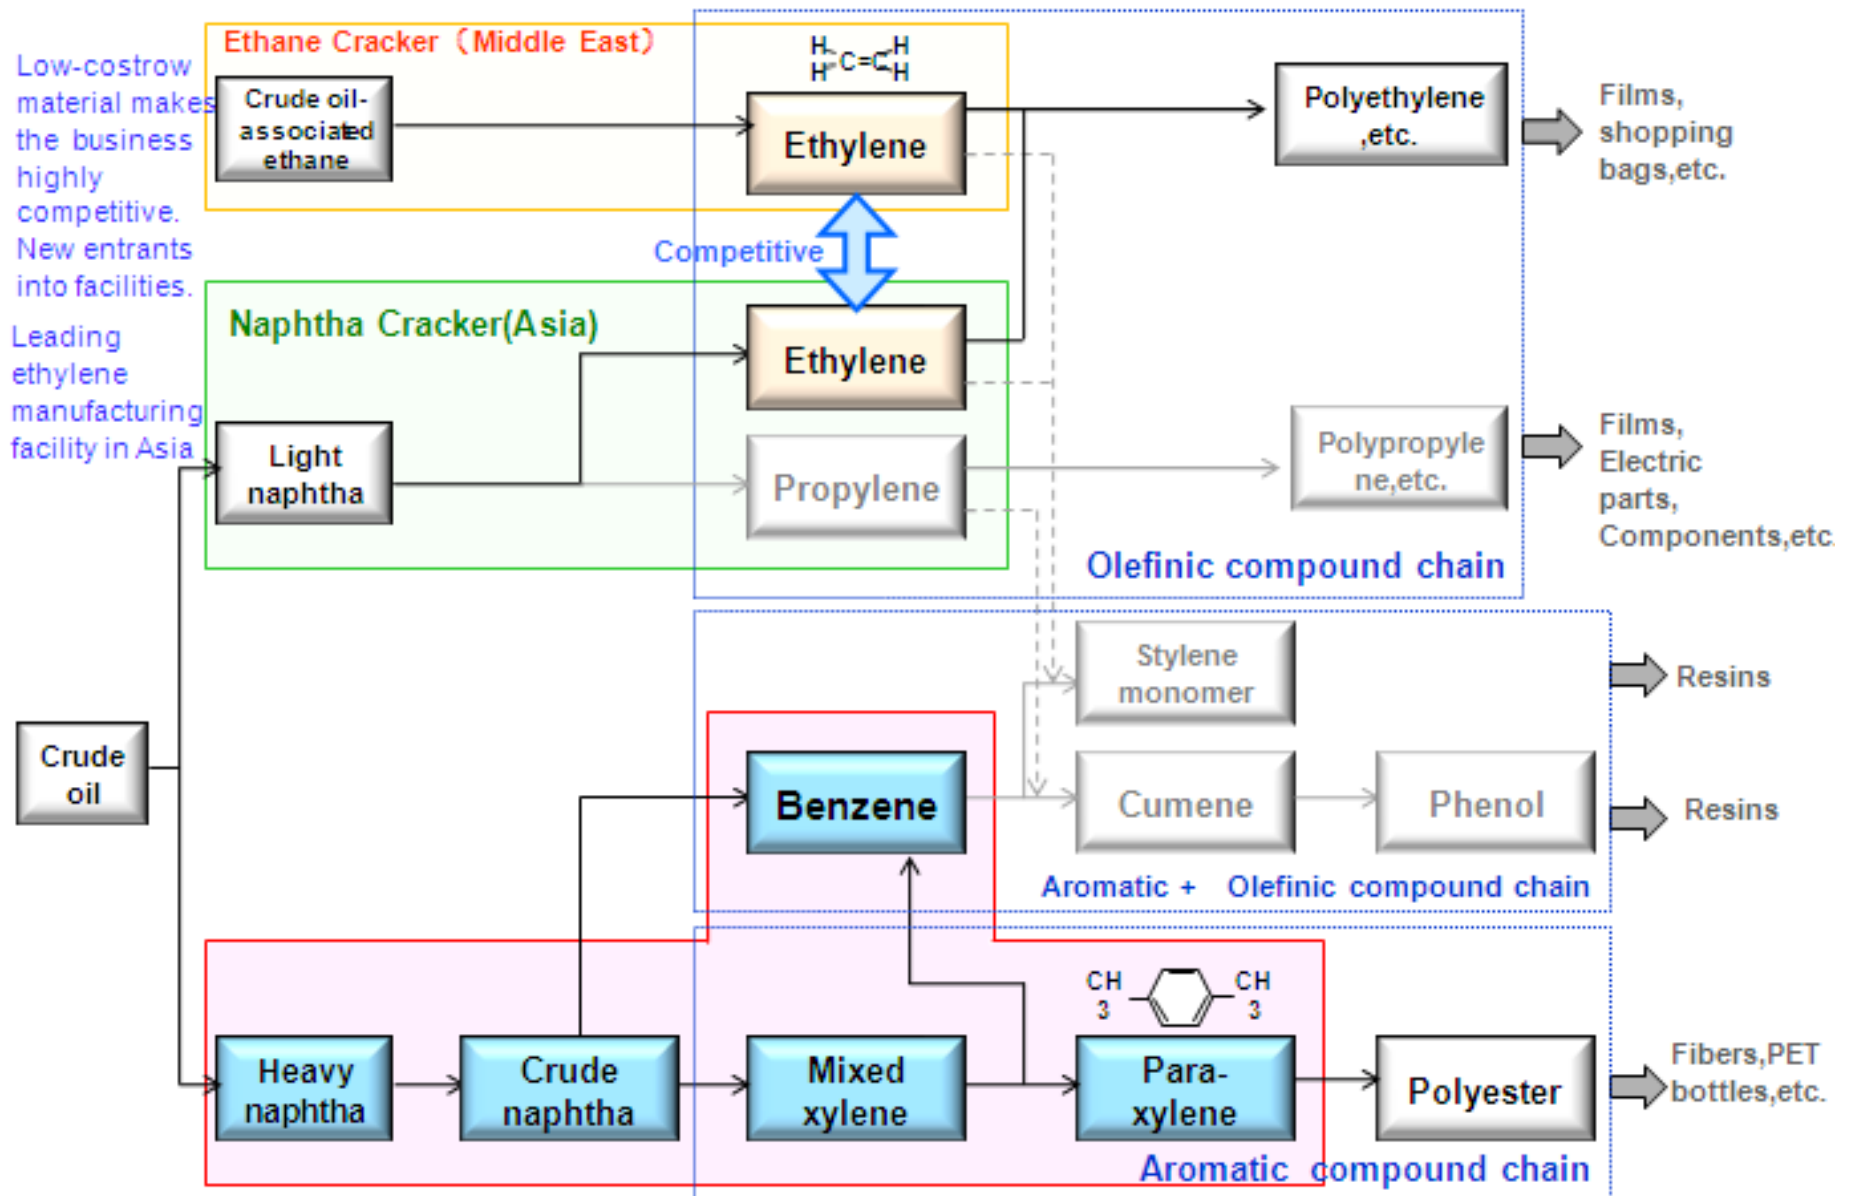 Ethane Cracker（Middle East）
Low-costrow
material makes
the business
highly
competitive.
New entrants
into facilities.
Crude oil-
associated
ethane
H H
C=C
H H
Ethylene
Polyethylene
,etc.
Films,
shopping
bags,etc.
Competitive
Naphtha Cracker(Asia)
Leading
ethylene
manufacturing
facility in Asia
Light
naphtha
Ethylene
Propylene
Polypropyle
ne,etc.
Films,
Electric
parts,
Components,etc.
Olefinic compound chain
Stylene
monomer
Resins
Crude
oil
Benzene
Cumene
Phenol
Resins
Aromatic + Olefinic compound chain
CH
3
CH
3
Heavy
naphtha
Crude
naphtha
Mixed
xylene
Para-
xylene
Polyester
Fibers,PET
bottles,etc.
Aromatic compound chain